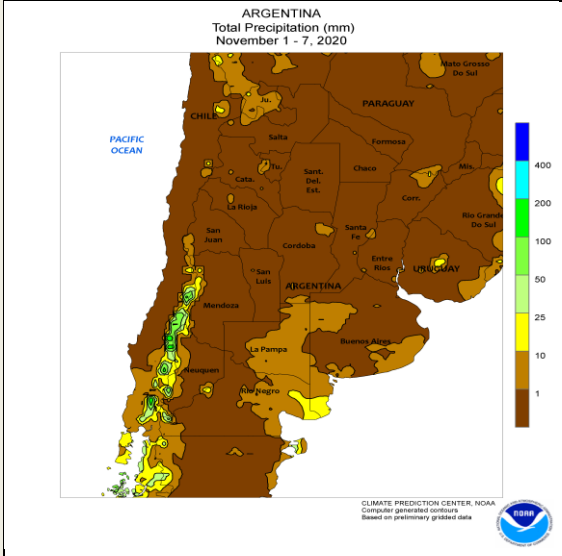 ARGENTINA
Total Precipitation (mm)
November 1 - 7, 2020
Mato Grosso
Do Sul
Ju.
PARAGUAY
CHILE
PACIFIC
OCEAN
Salta
Formosa
Tu.
Cata.
Sant.
Del.
Est.
Chaco
Mis.
La Rioja
Corr.
Rio Grande
Do Sul
San
Juan
Santa
Fe
Cordoba
Entre
Rios
URUGUAY
San
Luis
ARGENTINA
Mendoza
Buenos Aires
La Pampa
Neuquen
Rio Negro
400
200
100
50
25
10
1
CLIMATE PREDICTION CENTER, NOAA
Computer generated contours
Based on preliminary gridded data
NOAA